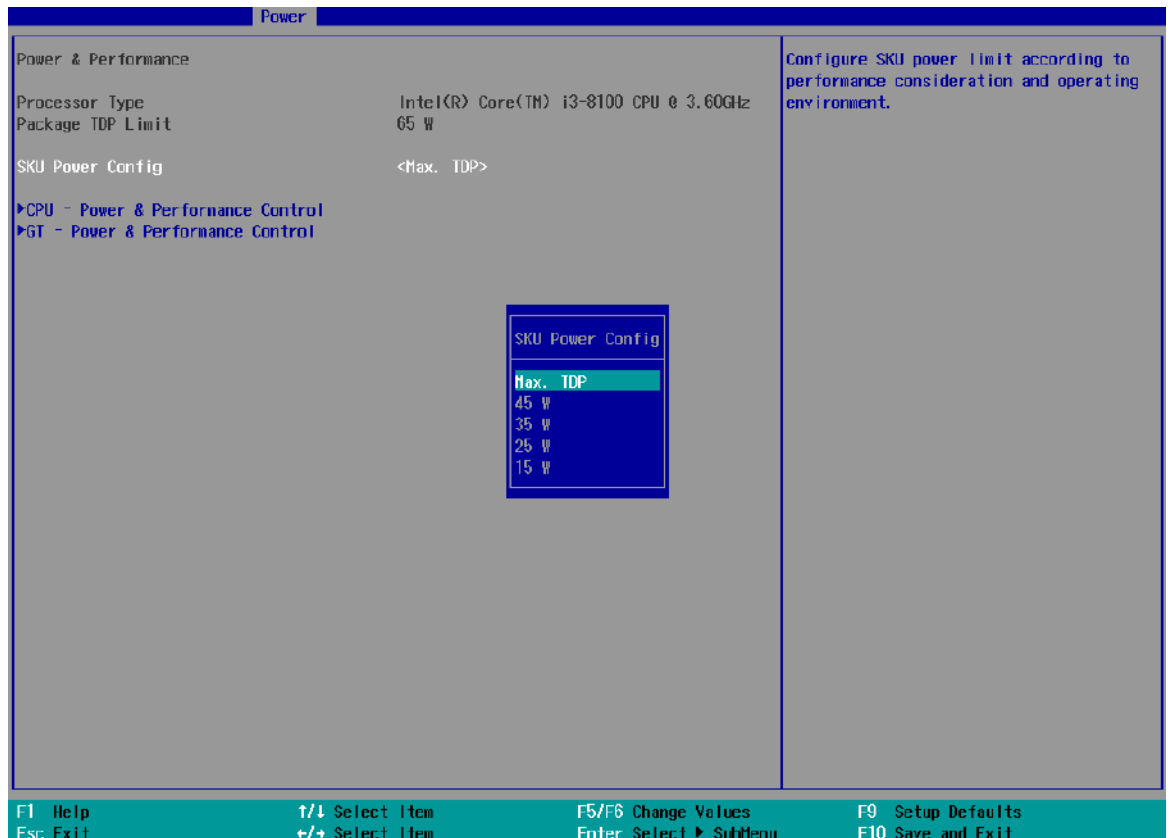 Power
Power & Performance
Processor Type Intel(R) Core(TM) i3-8100 CPU @ 3.60GHz
Package TDP Limit 65 W
SKU Power Config <Max. TDP>
▶CPU - Power & Performance Control
▶GT - Power & Performance Control
Configure SKU power limit according to
performance consideration and operating
environment.
SKU Power Config
Max. TDP
45 W
35 W
25 W
15 W
F1 Help ↑/↓ Select Item F5/F6 Change Values F9 Setup Defaults
Esc Exit ←/→ Select Item Enter Select ▶ SubMenu F10 Save and Exit